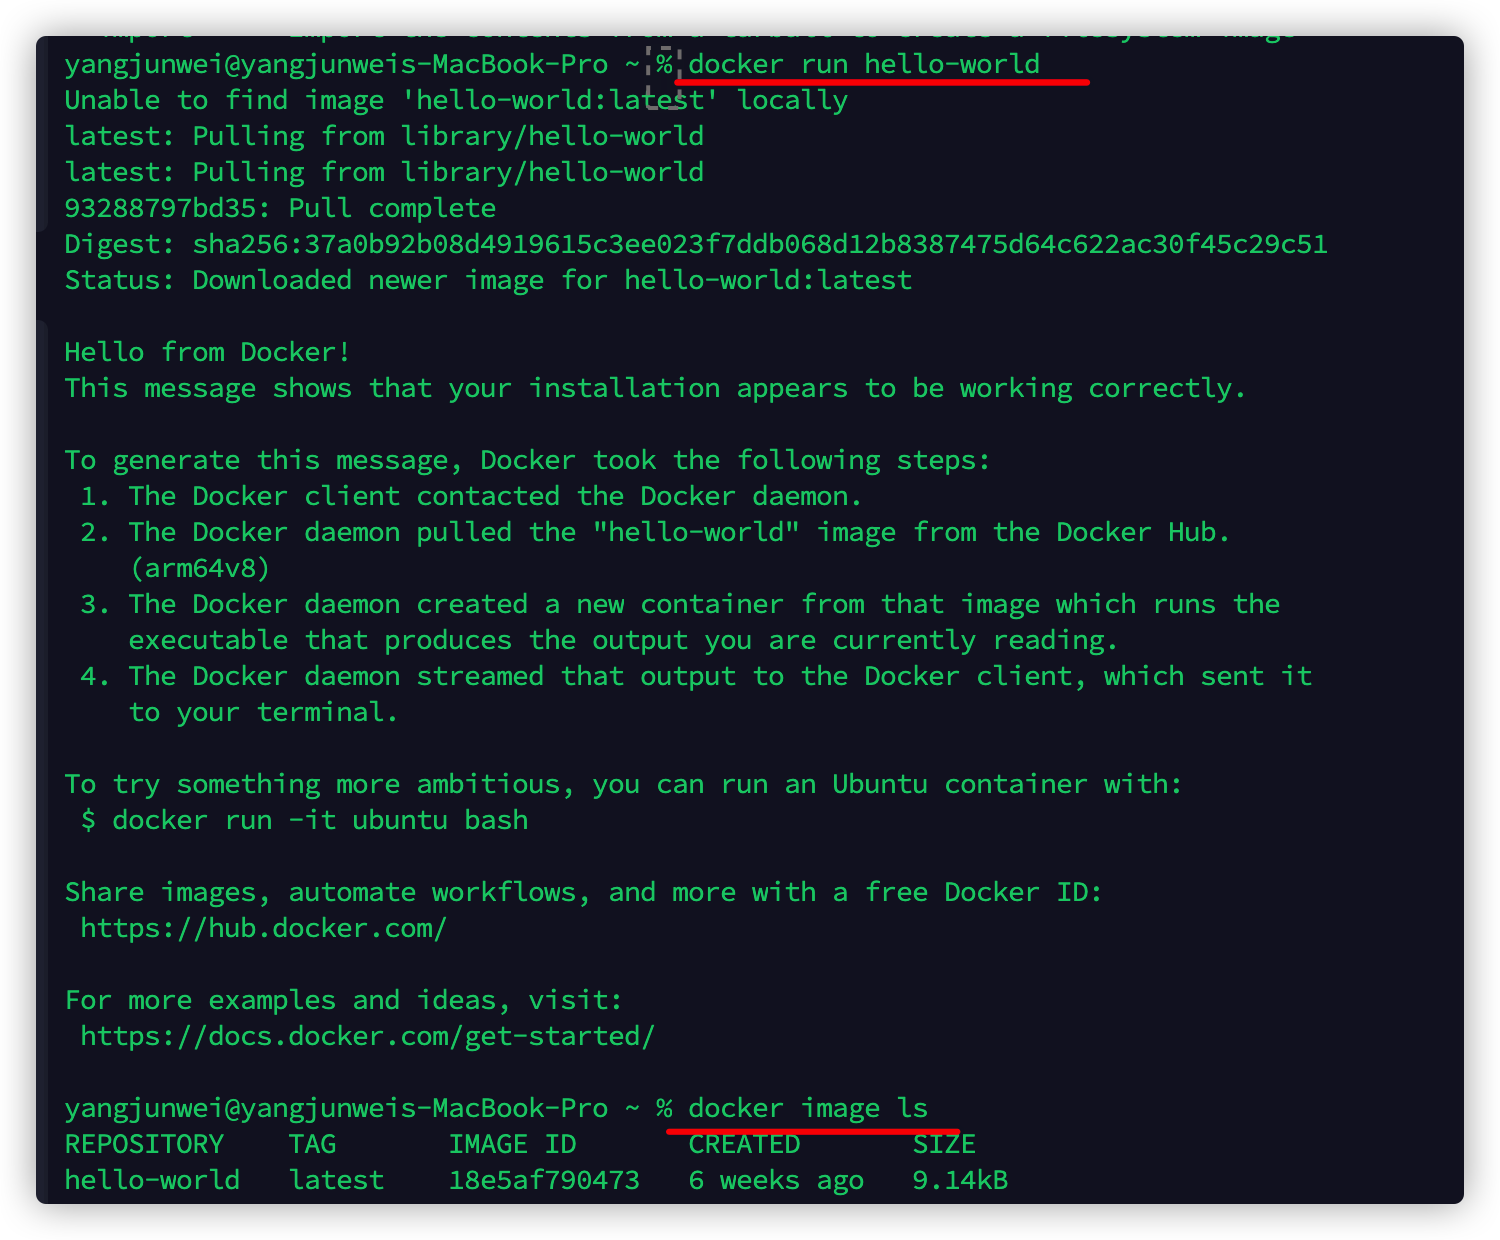 yangjunwei@yangjunweis-MacBook-Pro ~ % docker run hello-world
Unable to find image 'hello-world:latest' locally
latest: Pulling from library/hello-world
latest: Pulling from library/hello-world
93288797bd35: Pull complete
Digest: sha256:37a0b92b08d4919615c3ee023f7ddb068d12b8387475d64c622ac30f45c29c51
Status: Downloaded newer image for hello-world:latest
Hello from Docker!
This message shows that your installation appears to be working correctly.
To generate this message, Docker took the following steps:
1. The Docker client contacted the Docker daemon.
2. The Docker daemon pulled the "hello-world" image from the Docker Hub.
(arm64v8)
3. The Docker daemon created a new container from that image which runs the
executable that produces the output you are currently reading.
4. The Docker daemon streamed that output to the Docker client, which sent it
to your terminal.
To try something more ambitious, you can run an Ubuntu container with:
$ docker run -it ubuntu bash
Share images, automate workflows, and more with a free Docker ID:
https://hub.docker.com/
For more examples and ideas, visit:
https://docs.docker.com/get-started/
yangjunwei@yangjunweis-MacBook-Pro ~ % docker image ls
REPOSITORY TAG IMAGE ID CREATED SIZE
hello-world latest 18e5af790473 6 weeks ago 9.14kB